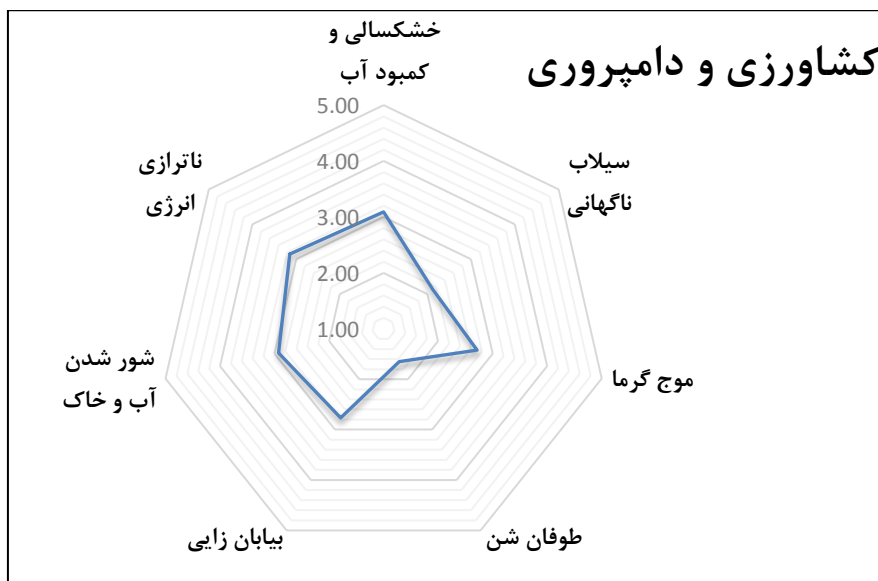 کشاورزی و دامپروری
خشکسالی و
کمبود آب
سیلاب
ناگهانی
موج گرما
طوفان شن
بیابان زایی
شور شدن
آب و خاک
ناترازی
انرژی
5.00
4.00
3.00
2.00
1.00